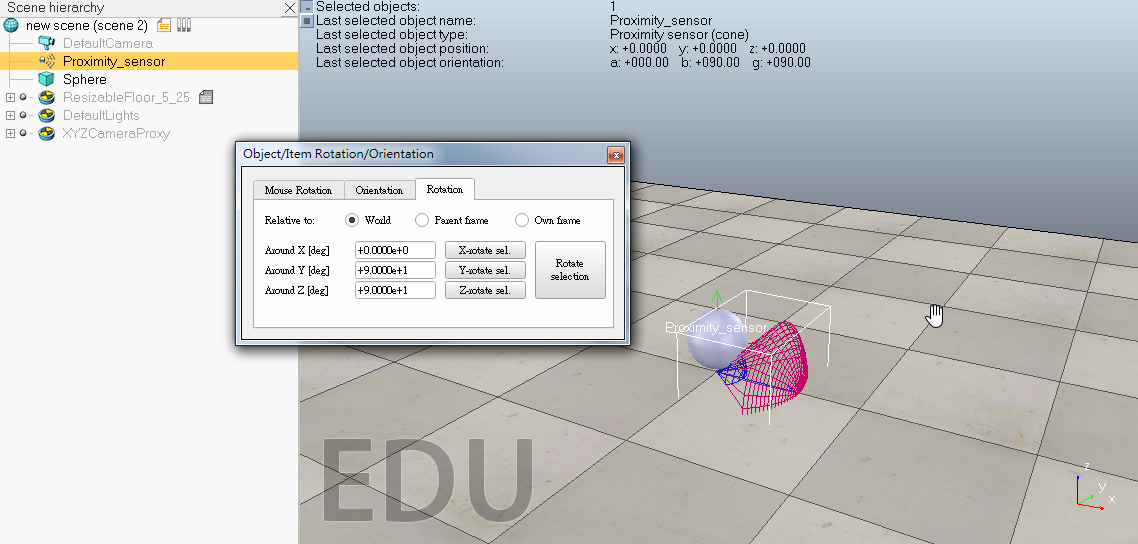 Scene hierarchy
new scene (scene 2)
DefaultCamera
Proximity_sensor
Sphere
ResizableFloor_5_25
DefaultLights
XYZCameraProxy
Selected objects: 1
Last selected object name: Proximity_sensor
Last selected object type: Proximity sensor (cone)
Last selected object position: x: +0.0000 y: +0.0000 z: +0.0000
Last selected object orientation: a: +000.00 b: +090.00 g: +090.00
Object/Item Rotation/Orientation
Mouse Rotation Orientation Rotation
Relative to: World Parent frame Own frame
Around X [deg] +0.0000e+0 X-rotate sel.
Around Y [deg] +9.0000e+1 Y-rotate sel.
Around Z [deg] +9.0000e+1 Z-rotate sel.
Rotate
selection
Proximity_sensor
EDU
z
y
x